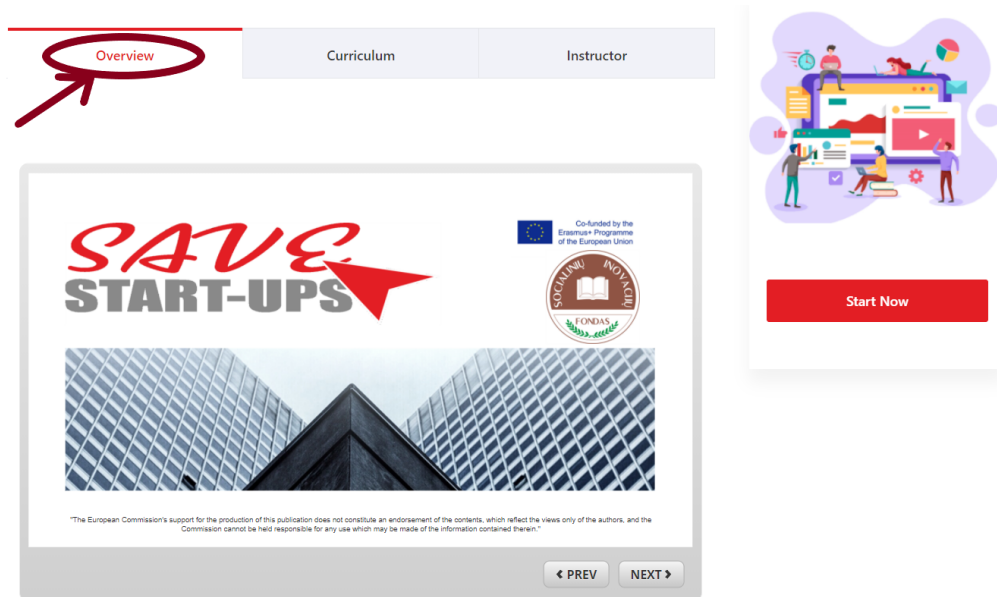 Overview
Curriculum
Instructor
SAVE
START-UPS
Co-funded by the
Erasmus+ Programme
of the European Union
SOCIALINIŲ INOVACIJŲ
FONDAS
"The European Commission's support for the production of this publication does not constitute an endorsement of the contents, which reflect the views only of the authors, and the
Commission cannot be held responsible for any use which may be made of the information contained therein."
PREV
NEXT
Start Now